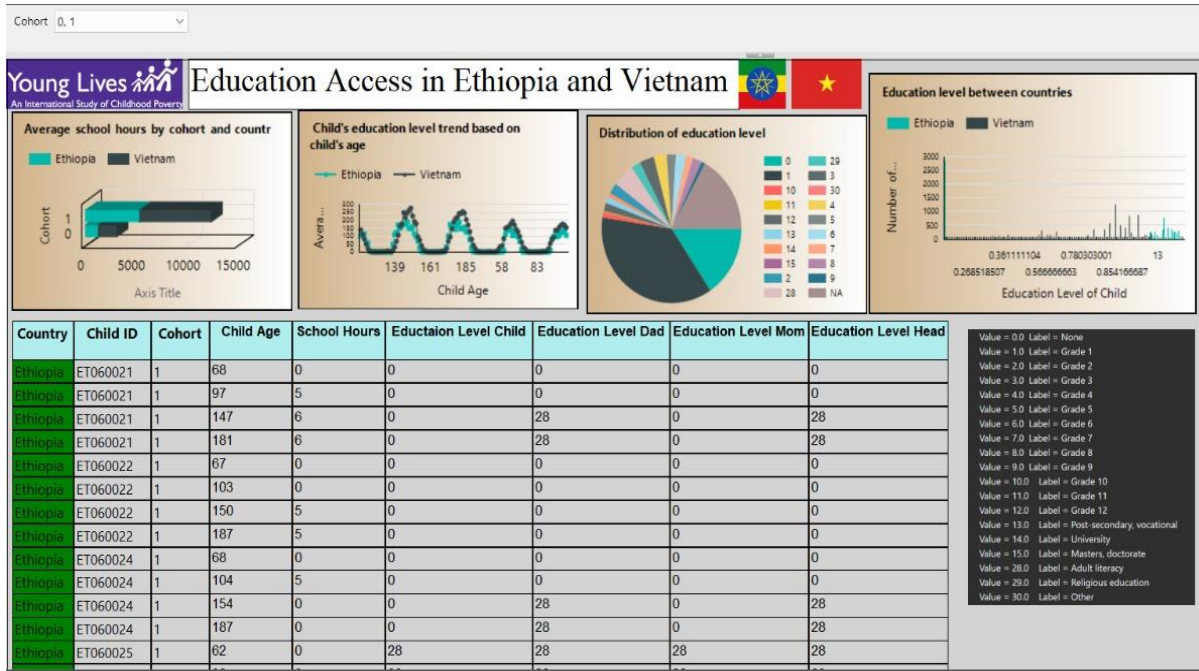 Cohort 0, 1
Young Lives
An International Study of Childhood Poverty
Education Access in Ethiopia and Vietnam
Average school hours by cohort and countr
Ethiopia Vietnam
Cohort
1
0
0 5000 10000 15000
Axis Title
Child's education level trend based on
child's age
Ethiopia Vietnam
Avera...
300
250
200
150
100
50
0
139 161 185 58 83
Child Age
Distribution of education level
0 29
1 3
10 30
11 4
12 5
13 6
14 7
15 8
2 9
28 NA
Education level between countries
Ethiopia Vietnam
Number of...
3000
2500
2000
1500
1000
500
0
0.361111104 0.780303001 13
0.268518507 0.566666663 0.854166687
Education Level of Child
Country Child ID Cohort Child Age School Hours Eductaion Level Child Education Level Dad Education Level Mom Education Level Head
Ethiopia ET060021 1 68 0 0 0 0 0
Ethiopia ET060021 1 97 5 0 0 0 0
Ethiopia ET060021 1 147 6 0 28 0 28
Ethiopia ET060021 1 181 6 0 28 0 28
Ethiopia ET060022 1 67 0 0 0 0 0
Ethiopia ET060022 1 103 0 0 0 0 0
Ethiopia ET060022 1 150 5 0 0 0 0
Ethiopia ET060022 1 187 5 0 0 0 0
Ethiopia ET060024 1 68 0 0 0 0 0
Ethiopia ET060024 1 104 5 0 0 0 0
Ethiopia ET060024 1 154 0 0 28 0 28
Ethiopia ET060024 1 187 0 0 28 0 28
Ethiopia ET060025 1 62 0 28 28 28 28
Value = 0.0 Label = None
Value = 1.0 Label = Grade 1
Value = 2.0 Label = Grade 2
Value = 3.0 Label = Grade 3
Value = 4.0 Label = Grade 4
Value = 5.0 Label = Grade 5
Value = 6.0 Label = Grade 6
Value = 7.0 Label = Grade 7
Value = 8.0 Label = Grade 8
Value = 9.0 Label = Grade 9
Value = 10.0 Label = Grade 10
Value = 11.0 Label = Grade 11
Value = 12.0 Label = Grade 12
Value = 13.0 Label = Post-secondary, vocational
Value = 14.0 Label = University
Value = 15.0 Label = Masters, doctorate
Value = 28.0 Label = Adult literacy
Value = 29.0 Label = Religious education
Value = 30.0 Label = Other